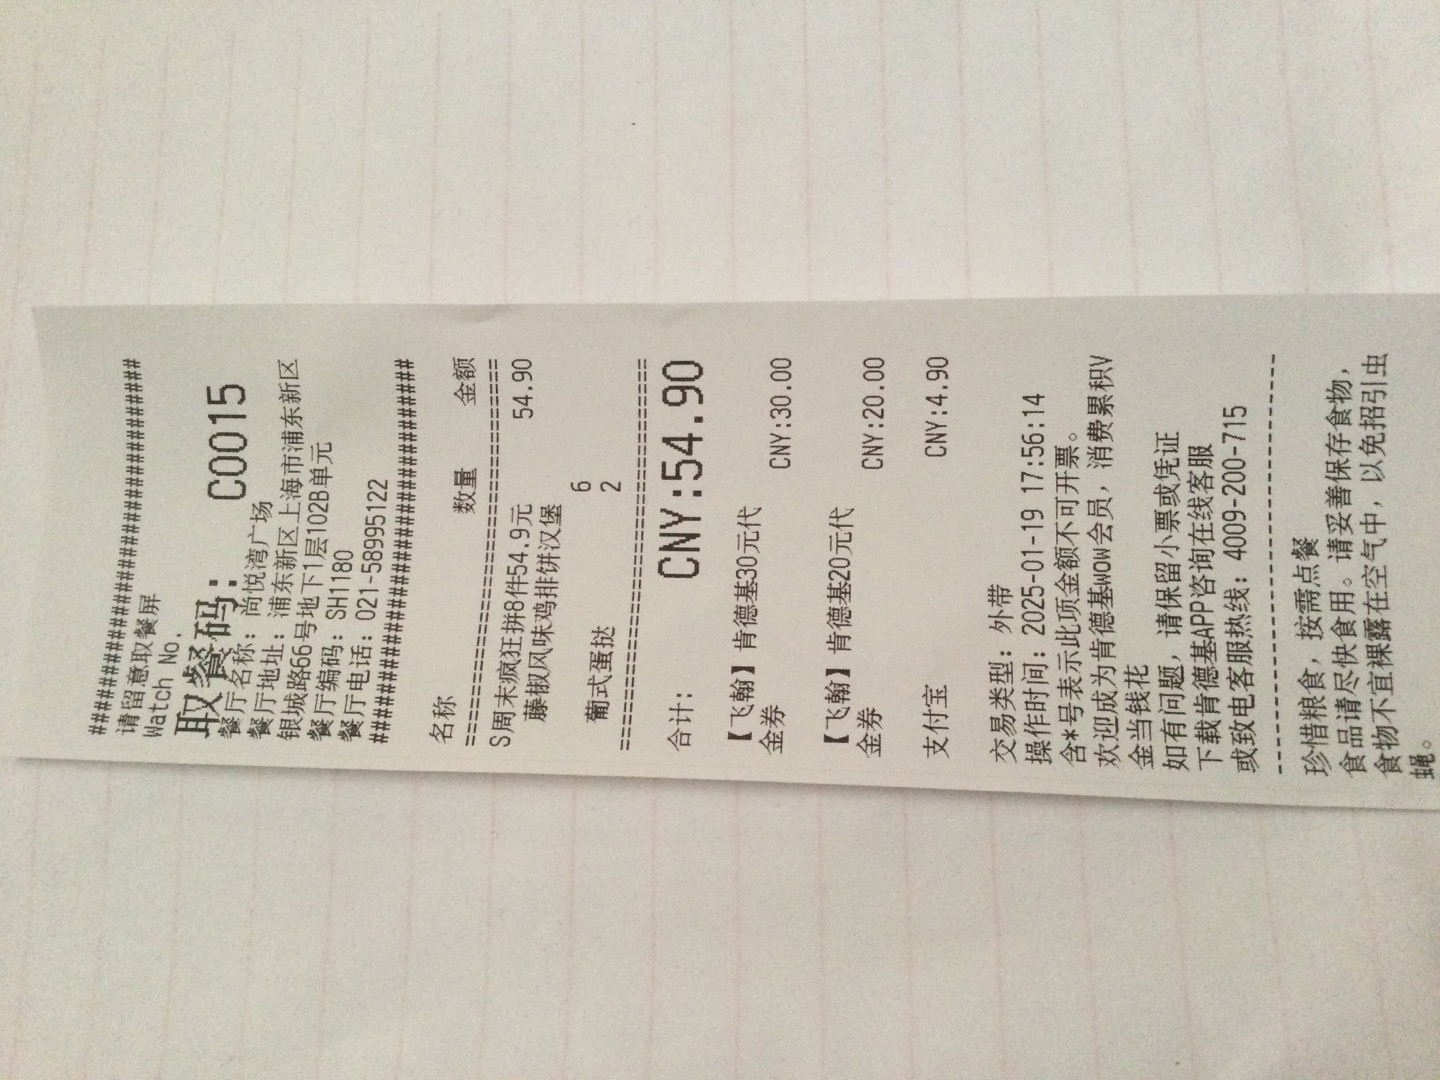 ######################################
请留意取餐屏
Watch No.
取餐码: C0015
餐厅名称: 尚悦湾广场
餐厅地址: 浦东新区上海市浦东新区
银城路66号地下1层102B单元
餐厅编码: SH1180
餐厅电话: 021-58995122
######################################
名称 数量 金额
======================================
S周末疯狂拼8件54.9元 54.90
藤椒风味鸡排饼汉堡
6
葡式蛋挞 2
======================================
合计: CNY:54.90
【飞翰】肯德基30元代 CNY:30.00
金券
【飞翰】肯德基20元代 CNY:20.00
金券
支付宝 CNY:4.90
交易类型: 外带
操作时间: 2025-01-19 17:56:14
含*号表示此项金额不可开票。
欢迎成为肯德基WOW会员，消费累积V
金当钱花
如有问题，请保留小票或凭证
下载肯德基APP咨询在线客服
或致电客服热线: 4009-200-715
--------------------------------------
珍惜粮食，按需点餐
食品请尽快食用。请妥善保存食物，
食物不宜裸露在空气中，以免招引虫
蝇。